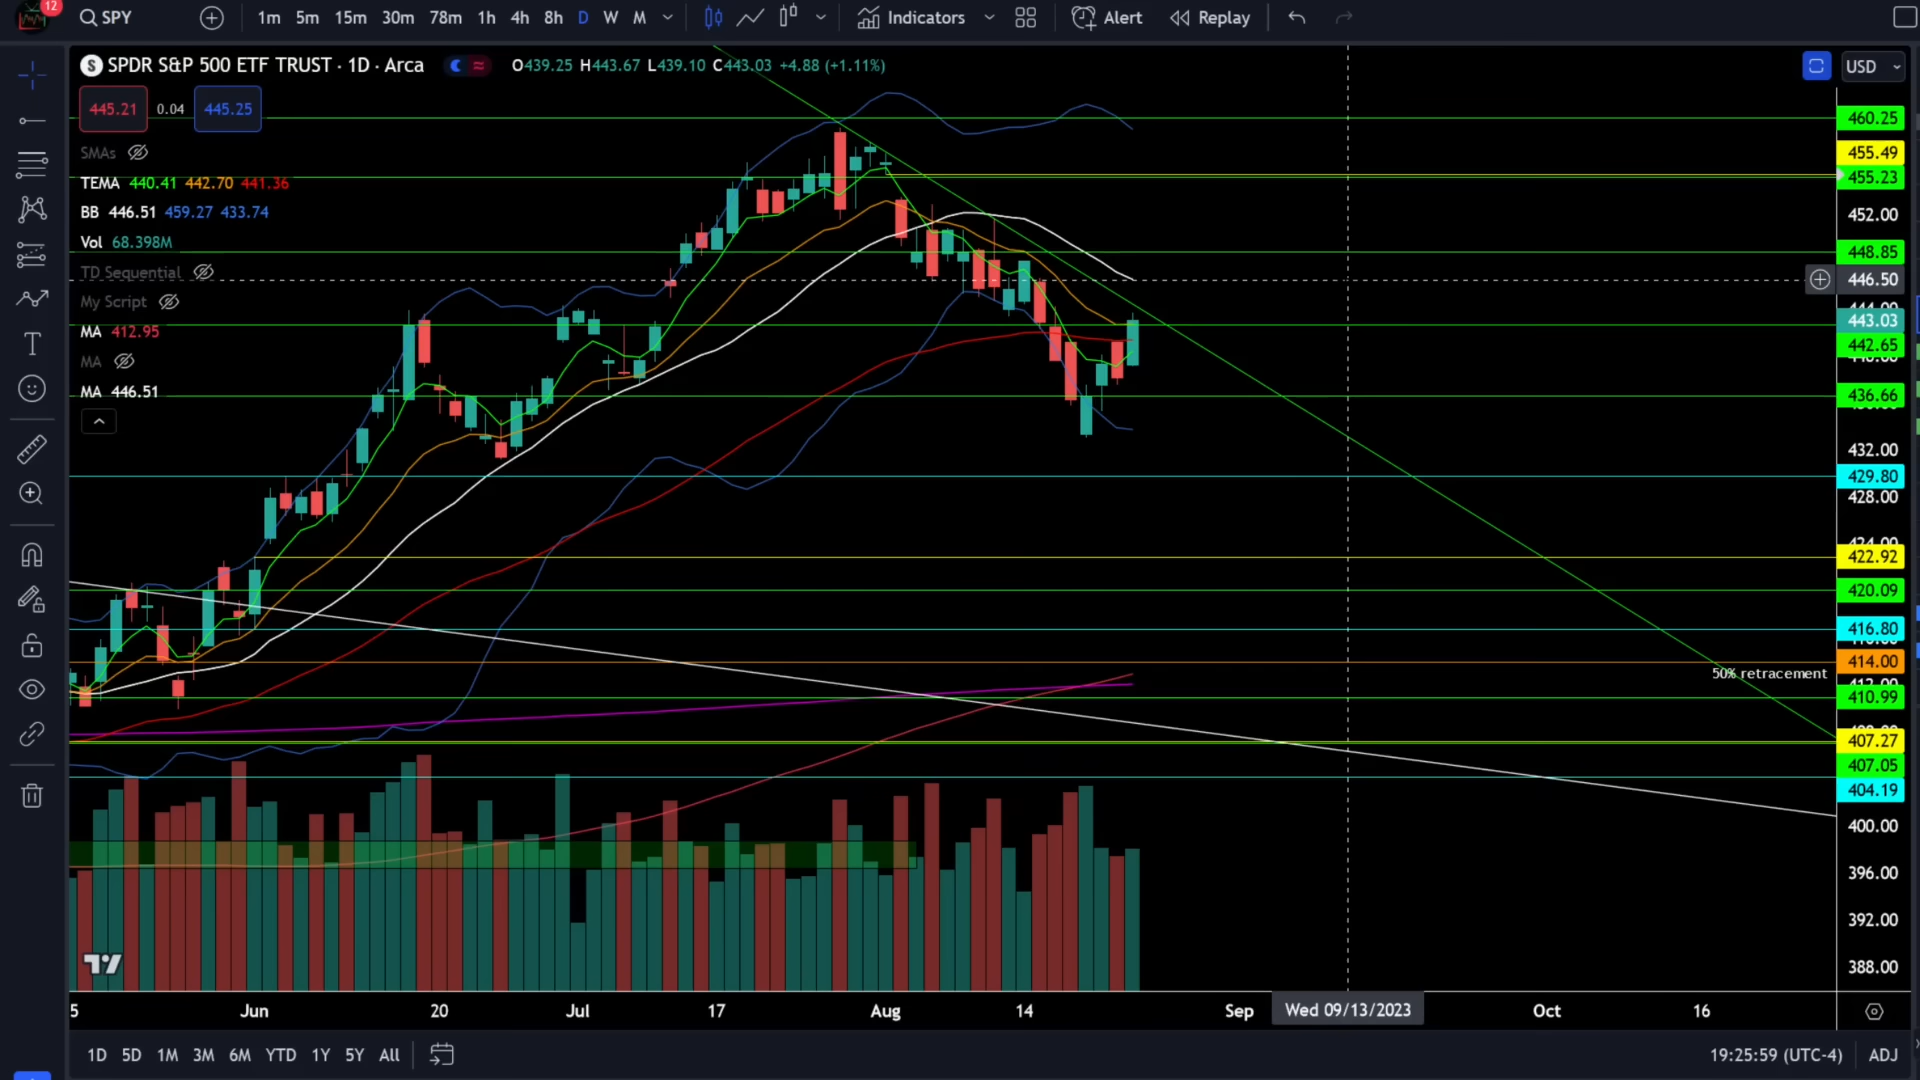 12
SPY
1m 5m 15m 30m 78m 1h 4h 8h D W M
Indicators
Alert
Replay
S SPDR S&P 500 ETF TRUST · 1D · Arca
O439.25 H443.67 L439.10 C443.03 +4.88 (+1.11%)
USD
445.21 0.04 445.25
SMAs
TEMA 440.41 442.70 441.36
BB 446.51 459.27 433.74
Vol 68.398M
TD Sequential
My Script
MA 412.95
MA
MA 446.51
460.25
455.49
455.23
452.00
448.85
446.50
443.03
442.65
436.66
432.00
429.80
428.00
422.92
420.09
416.80
414.00
50% retracement
410.99
407.27
407.05
404.19
400.00
396.00
392.00
388.00
5 Jun 20 Jul 17 Aug 14 Sep Wed 09/13/2023 Oct 16
1D 5D 1M 3M 6M YTD 1Y 5Y All
19:25:59 (UTC-4) ADJ